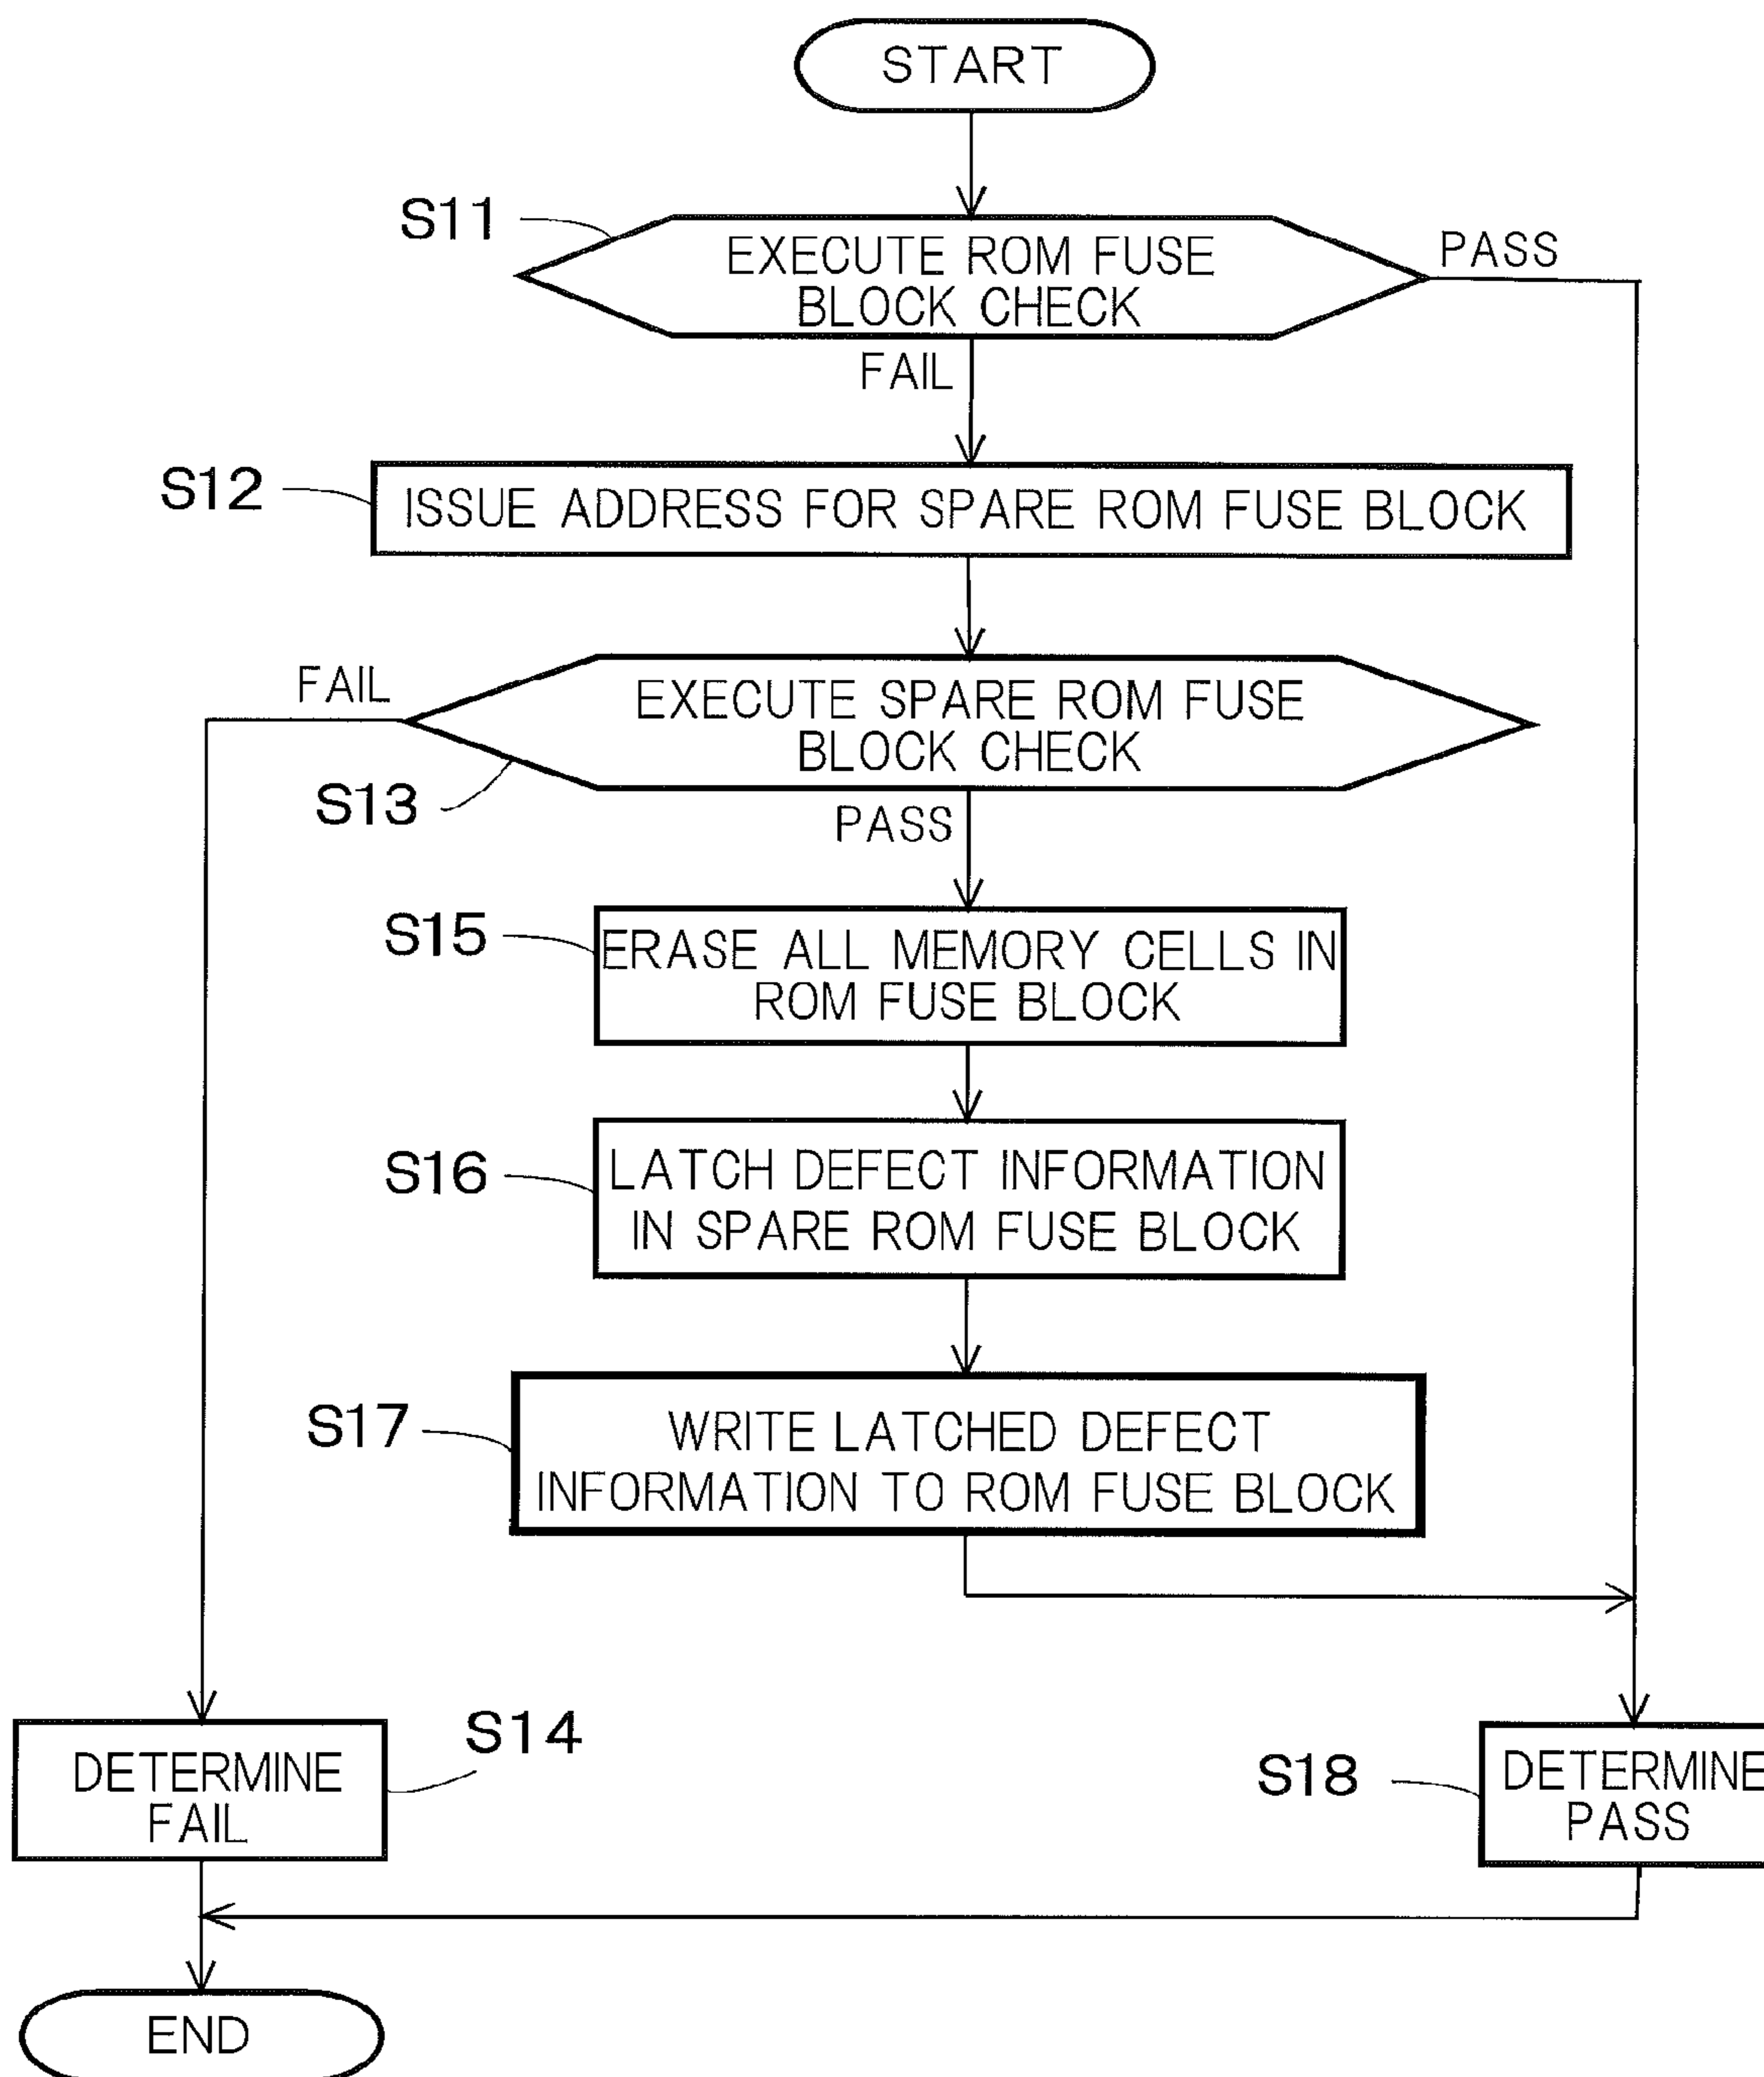 START
S11
EXECUTE ROM FUSE
BLOCK CHECK
PASS
FAIL
S12
ISSUE ADDRESS FOR SPARE ROM FUSE BLOCK
FAIL
EXECUTE SPARE ROM FUSE
BLOCK CHECK
S13
PASS
S15
ERASE ALL MEMORY CELLS IN
ROM FUSE BLOCK
S16
LATCH DEFECT INFORMATION
IN SPARE ROM FUSE BLOCK
S17
WRITE LATCHED DEFECT
INFORMATION TO ROM FUSE BLOCK
DETERMINE
FAIL
S14
S18
DETERMINE
PASS
END